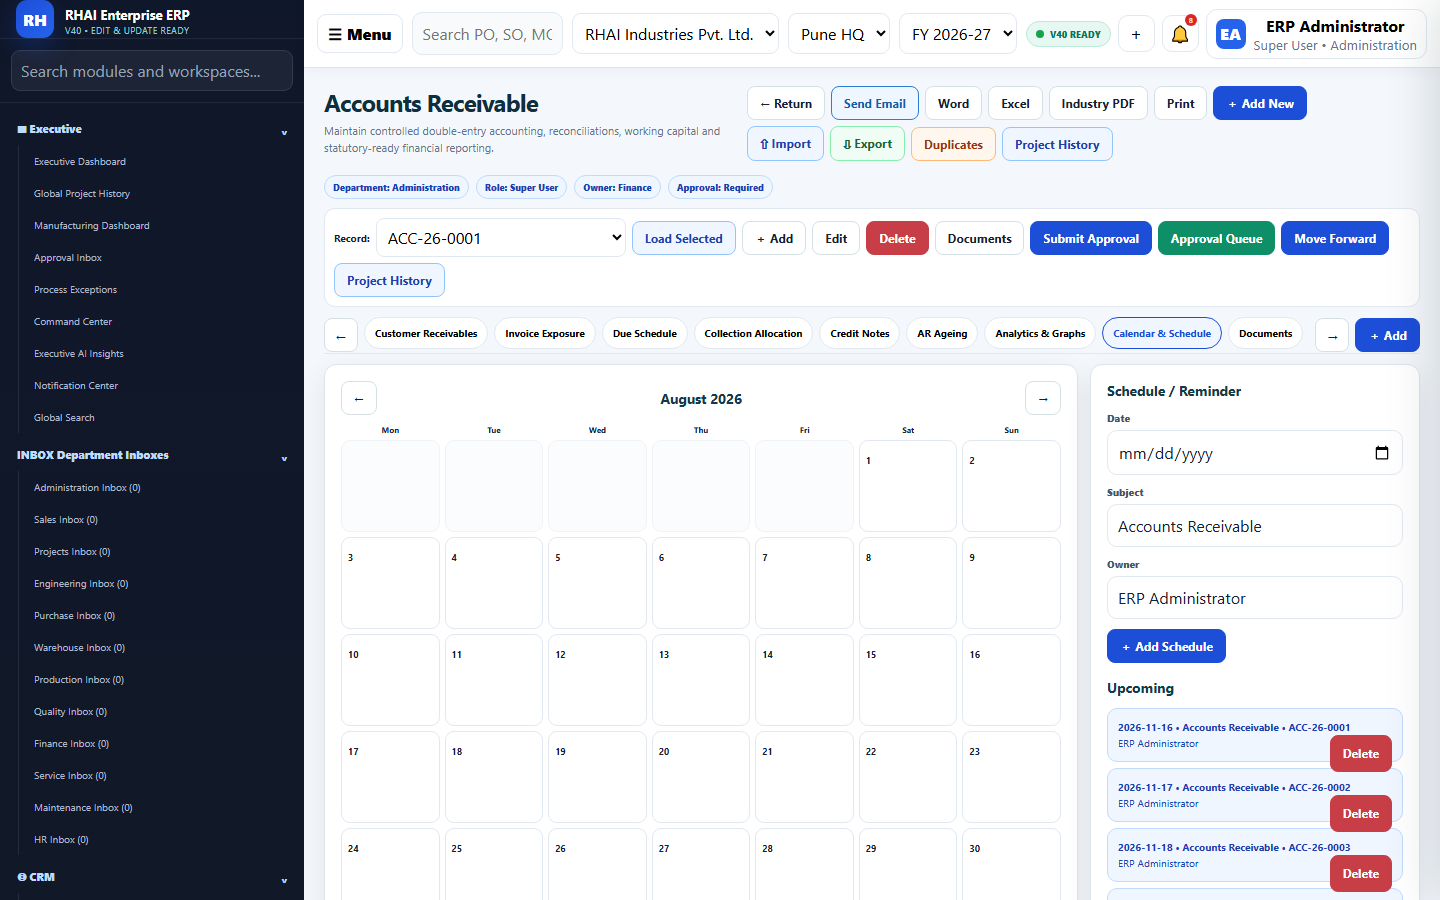 RH
RHAI Enterprise ERP
V40 • EDIT & UPDATE READY
Search modules and workspaces...
Executive
Executive Dashboard
Global Project History
Manufacturing Dashboard
Approval Inbox
Process Exceptions
Command Center
Executive AI Insights
Notification Center
Global Search
INBOX Department Inboxes
Administration Inbox (0)
Sales Inbox (0)
Projects Inbox (0)
Engineering Inbox (0)
Purchase Inbox (0)
Warehouse Inbox (0)
Production Inbox (0)
Quality Inbox (0)
Finance Inbox (0)
Service Inbox (0)
Maintenance Inbox (0)
HR Inbox (0)
CRM
☰ Menu
Search PO, SO, MO
RHAI Industries Pvt. Ltd.
Pune HQ
FY 2026-27
V40 READY
+
8
EA
ERP Administrator
Super User • Administration
Accounts Receivable
Maintain controlled double-entry accounting, reconciliations, working capital and
statutory-ready financial reporting.
← Return
Send Email
Word
Excel
Industry PDF
Print
+ Add New
⇧ Import
⇩ Export
Duplicates
Project History
Department: Administration
Role: Super User
Owner: Finance
Approval: Required
Record:
ACC-26-0001
Load Selected
+ Add
Edit
Delete
Documents
Submit Approval
Approval Queue
Move Forward
Project History
←
Customer Receivables
Invoice Exposure
Due Schedule
Collection Allocation
Credit Notes
AR Ageing
Analytics & Graphs
Calendar & Schedule
Documents
→
+ Add
←
August 2026
→
Mon Tue Wed Thu Fri Sat Sun
1 2
3 4 5 6 7 8 9
10 11 12 13 14 15 16
17 18 19 20 21 22 23
24 25 26 27 28 29 30
Schedule / Reminder
Date
mm/dd/yyyy
Subject
Accounts Receivable
Owner
ERP Administrator
+ Add Schedule
Upcoming
2026-11-16 • Accounts Receivable • ACC-26-0001
ERP Administrator
Delete
2026-11-17 • Accounts Receivable • ACC-26-0002
ERP Administrator
Delete
2026-11-18 • Accounts Receivable • ACC-26-0003
ERP Administrator
Delete